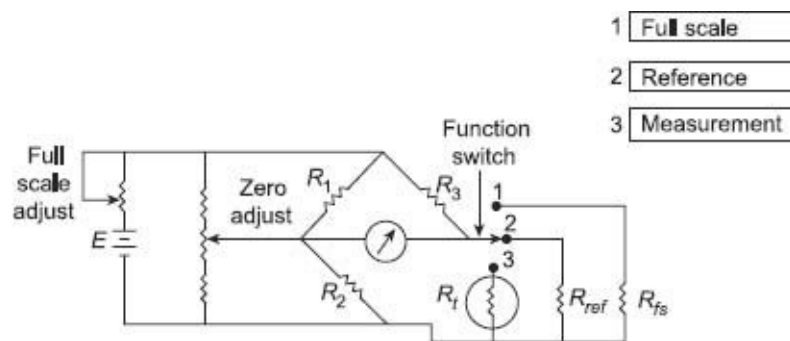 1 Full scale
2 Reference
3 Measurement
Function
switch
Full
scale
adjust
Zero
adjust
E
R1
R3
R2
1
2
3
Rt
Rref
Rfs